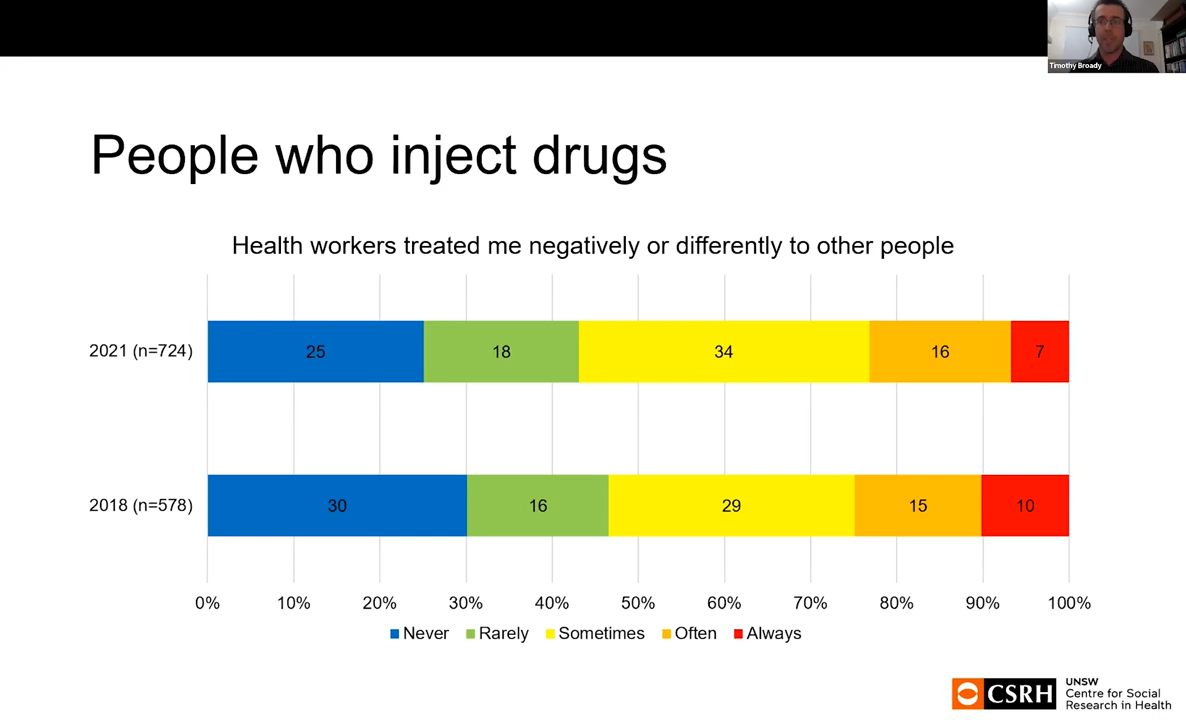 Timothy Broady
People who inject drugs
Health workers treated me negatively or differently to other people
2021 (n=724)
25 18 34 16 7
2018 (n=578)
30 16 29 15 10
0% 10% 20% 30% 40% 50% 60% 70% 80% 90% 100%
Never Rarely Sometimes Often Always
CSRH
UNSW
Centre for Social
Research in Health